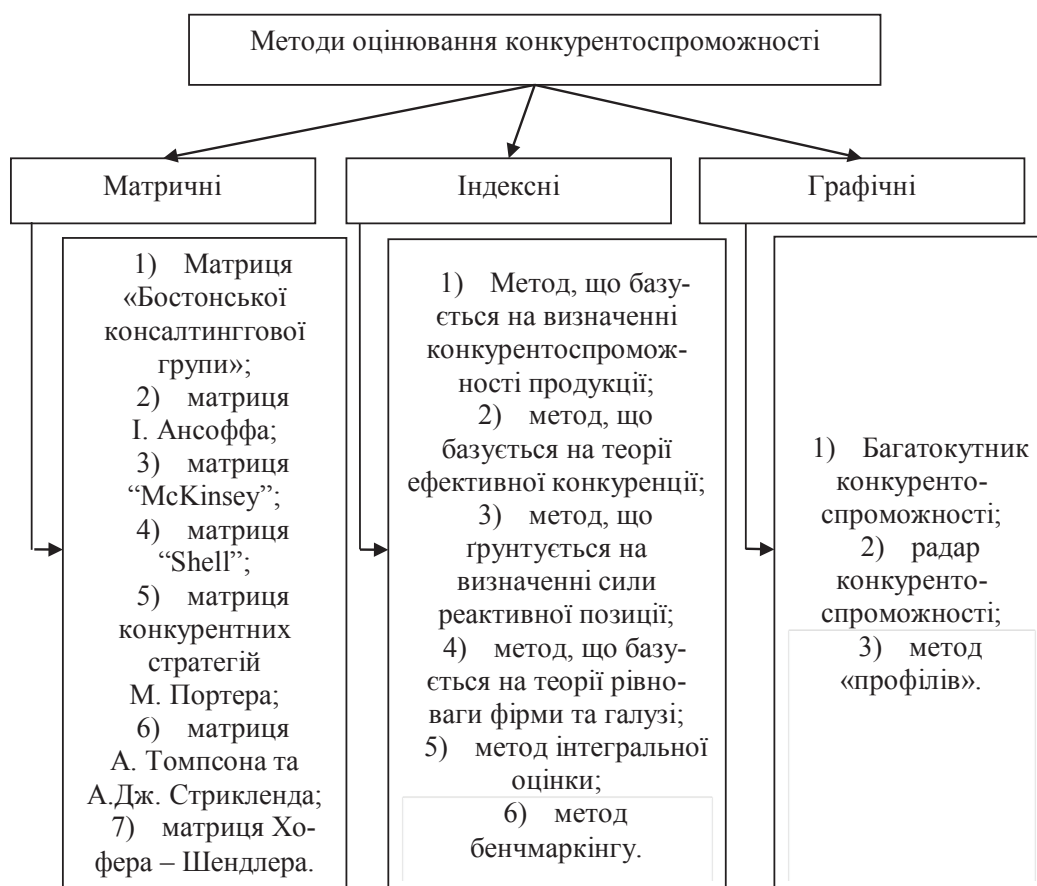 Методи оцінювання конкурентоспроможності
Матричні
Індексні
Графічні
1) Матриця
«Бостонської
консалтинггової
групи»;
2) матриця
І. Ансоффа;
3) матриця
“McKinsey”;
4) матриця
“Shell”;
5) матриця
конкурентних
стратегій
М. Портера;
6) матриця
А. Томпсона та
А.Дж. Стрикленда;
7) матриця Хо-
фера – Шендлера.
1) Метод, що базу-
ється на визначенні
конкурентоспромож-
ності продукції;
2) метод, що
базується на теорії
ефективної конкуренції;
3) метод, що
ґрунтується на
визначенні сили
реактивної позиції;
4) метод, що базу-
ється на теорії рівно-
ваги фірми та галузі;
5) метод інтегральної
оцінки;
6) метод
бенчмаркінгу.
1) Багатокутник
конкуренто-
спроможності;
2) радар
конкуренто-
спроможності;
3) метод
«профілів».